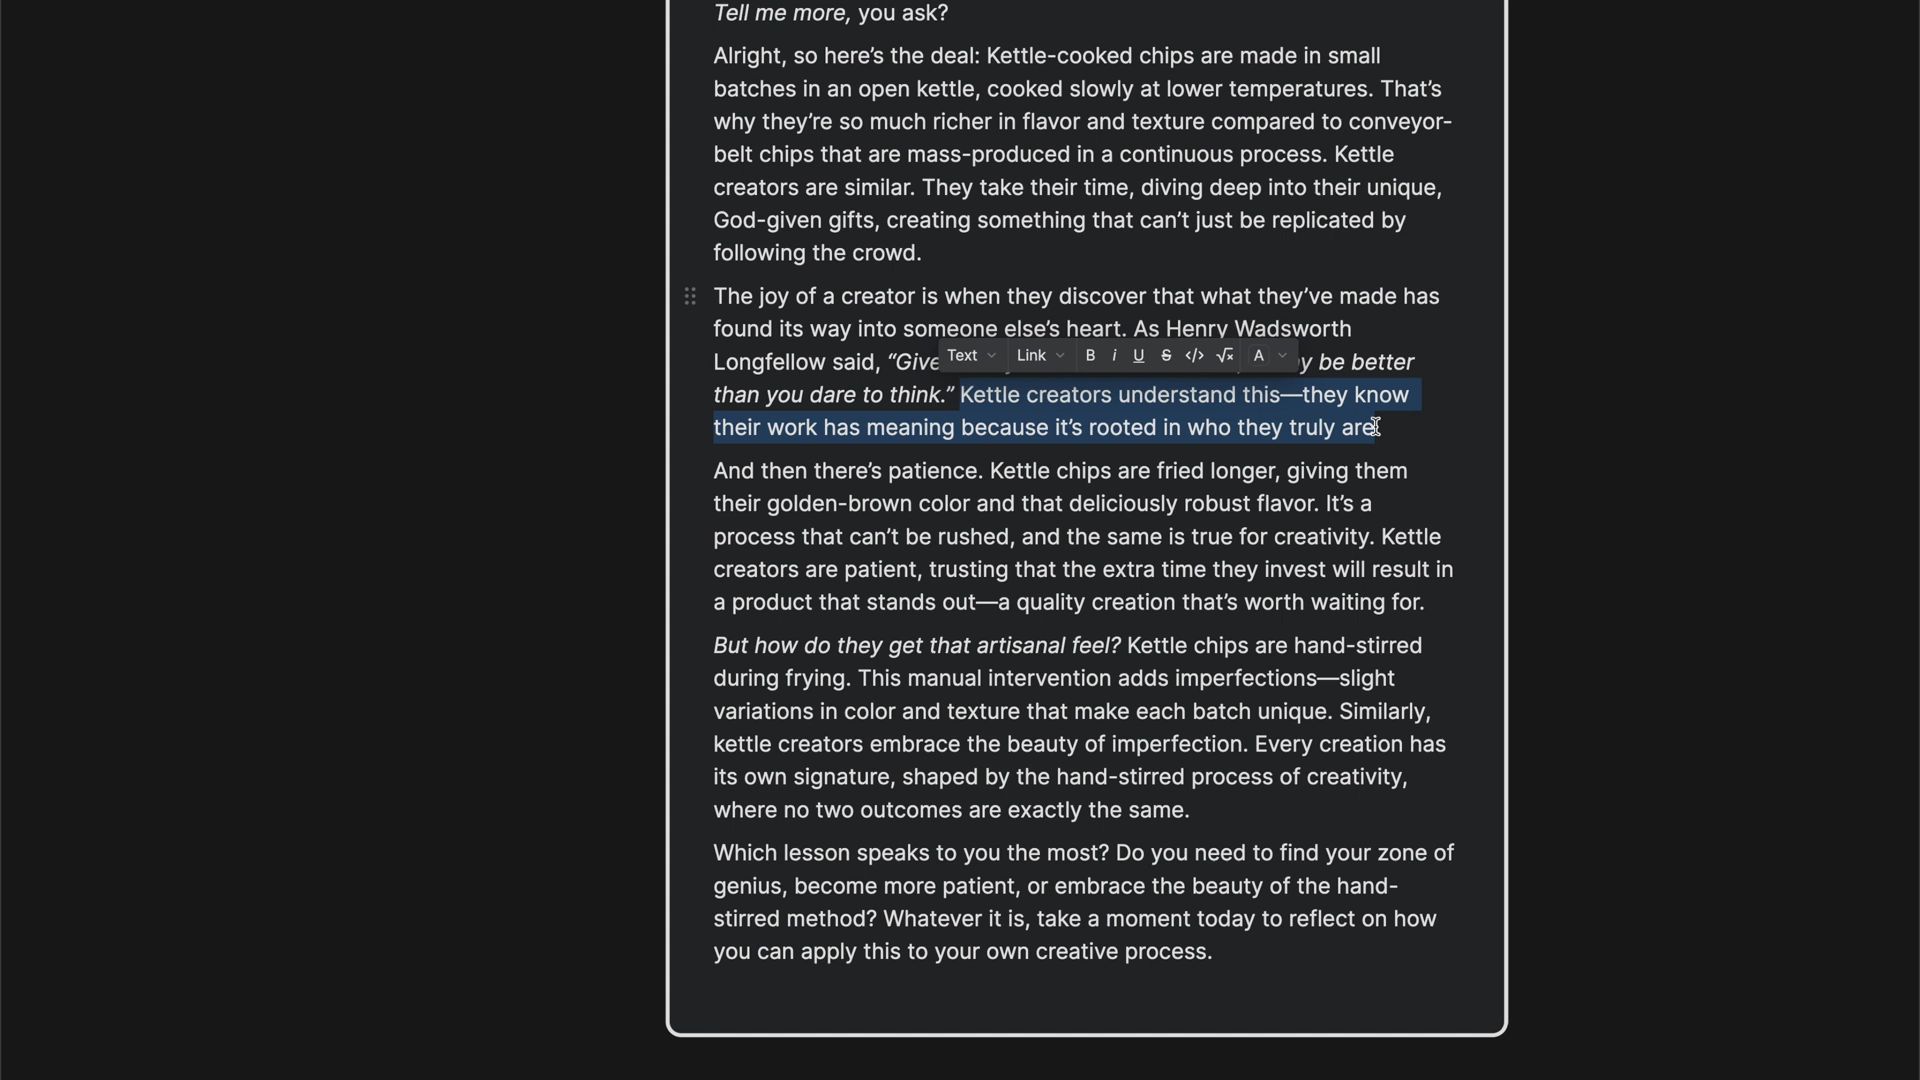 Tell me more, you ask?
Alright, so here’s the deal: Kettle-cooked chips are made in small
batches in an open kettle, cooked slowly at lower temperatures. That’s
why they’re so much richer in flavor and texture compared to conveyor-
belt chips that are mass-produced in a continuous process. Kettle
creators are similar. They take their time, diving deep into their unique,
God-given gifts, creating something that can’t just be replicated by
following the crowd.
The joy of a creator is when they discover that what they’ve made has
found its way into someone else’s heart. As Henry Wadsworth
Text Link B i U S </> √x A
Longfellow said, “Give be better
than you dare to think.” Kettle creators understand this—they know
their work has meaning because it’s rooted in who they truly are
And then there’s patience. Kettle chips are fried longer, giving them
their golden-brown color and that deliciously robust flavor. It’s a
process that can’t be rushed, and the same is true for creativity. Kettle
creators are patient, trusting that the extra time they invest will result in
a product that stands out—a quality creation that’s worth waiting for.
But how do they get that artisanal feel? Kettle chips are hand-stirred
during frying. This manual intervention adds imperfections—slight
variations in color and texture that make each batch unique. Similarly,
kettle creators embrace the beauty of imperfection. Every creation has
its own signature, shaped by the hand-stirred process of creativity,
where no two outcomes are exactly the same.
Which lesson speaks to you the most? Do you need to find your zone of
genius, become more patient, or embrace the beauty of the hand-
stirred method? Whatever it is, take a moment today to reflect on how
you can apply this to your own creative process.